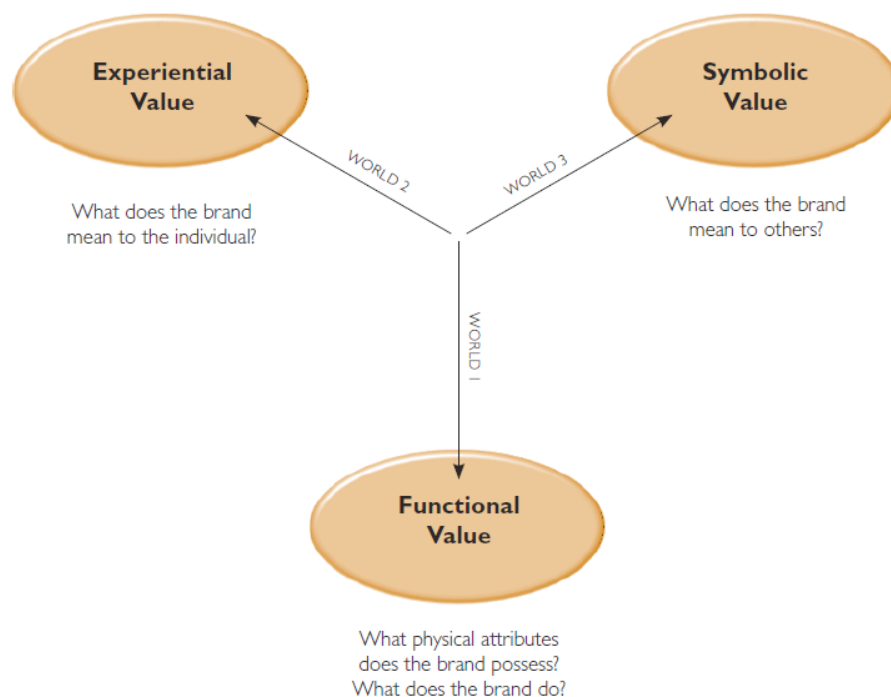 Experiential
Value
Symbolic
Value
WORLD 2
WORLD 3
What does the brand
mean to the individual?
What does the brand
mean to others?
WORLD 1
Functional
Value
What physical attributes
does the brand possess?
What does the brand do?